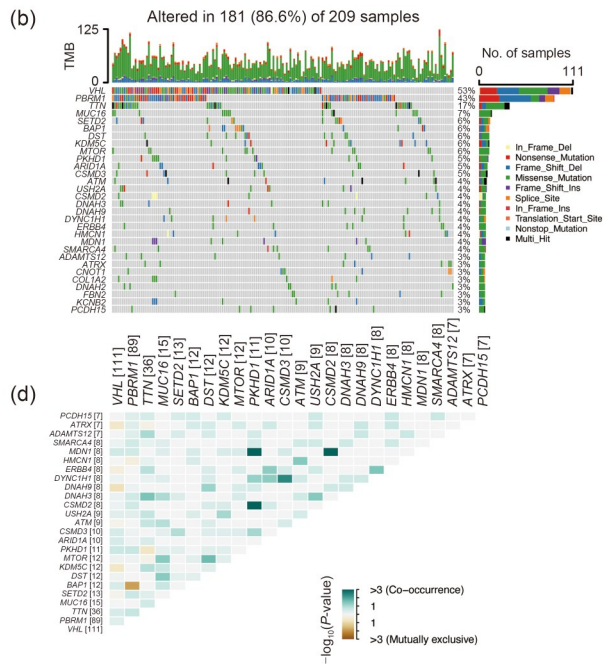 (b)
Altered in 181 (86.6%) of 209 samples
125
TMB
0
No. of samples
0 111
VHL 53%
PBRM1 43%
TTN 17%
MUC16 7%
SETD2 6%
BAP1 6%
DST 6%
KDM5C 6%
MTOR 6%
PKHD1 5%
ARID1A 5%
CSMD3 5%
ATM 4%
USH2A 4%
CSMD2 4%
DNAH3 4%
DNAH9 4%
DYNC1H1 4%
ERBB4 4%
HMCN1 4%
MDN1 4%
SMARCA4 4%
ADAMTS12 3%
ATRX 3%
CNOT1 3%
COL1A2 3%
DNAH2 3%
FBN2 3%
KCNB2 3%
PCDH15 3%
In_Frame_Del
Nonsense_Mutation
Frame_Shift_Del
Missense_Mutation
Frame_Shift_Ins
Splice_Site
In_Frame_Ins
Translation_Start_Site
Nonstop_Mutation
Multi_Hit
(d)
VHL [111]
PBRM1 [89]
TTN [36]
MUC16 [15]
SETD2 [13]
BAP1 [12]
DST [12]
KDM5C [12]
MTOR [12]
PKHD1 [11]
ARID1A [10]
CSMD3 [10]
ATM [9]
USH2A [9]
CSMD2 [8]
DNAH3 [8]
DNAH9 [8]
DYNC1H1 [8]
ERBB4 [8]
HMCN1 [8]
MDN1 [8]
SMARCA4 [8]
ADAMTS12 [7]
ATRX [7]
PCDH15 [7]
PCDH15 [7]
ATRX [7]
ADAMTS12 [7]
SMARCA4 [8]
MDN1 [8]
HMCN1 [8]
ERBB4 [8]
DYNC1H1 [8]
DNAH9 [8]
DNAH3 [8]
CSMD2 [8]
USH2A [9]
ATM [9]
CSMD3 [10]
ARID1A [10]
PKHD1 [11]
MTOR [12]
KDM5C [12]
DST [12]
BAP1 [12]
SETD2 [13]
MUC16 [15]
TTN [36]
PBRM1 [89]
VHL [111]
−log10(P-value)
>3 (Co-occurrence)
1
1
>3 (Mutually exclusive)